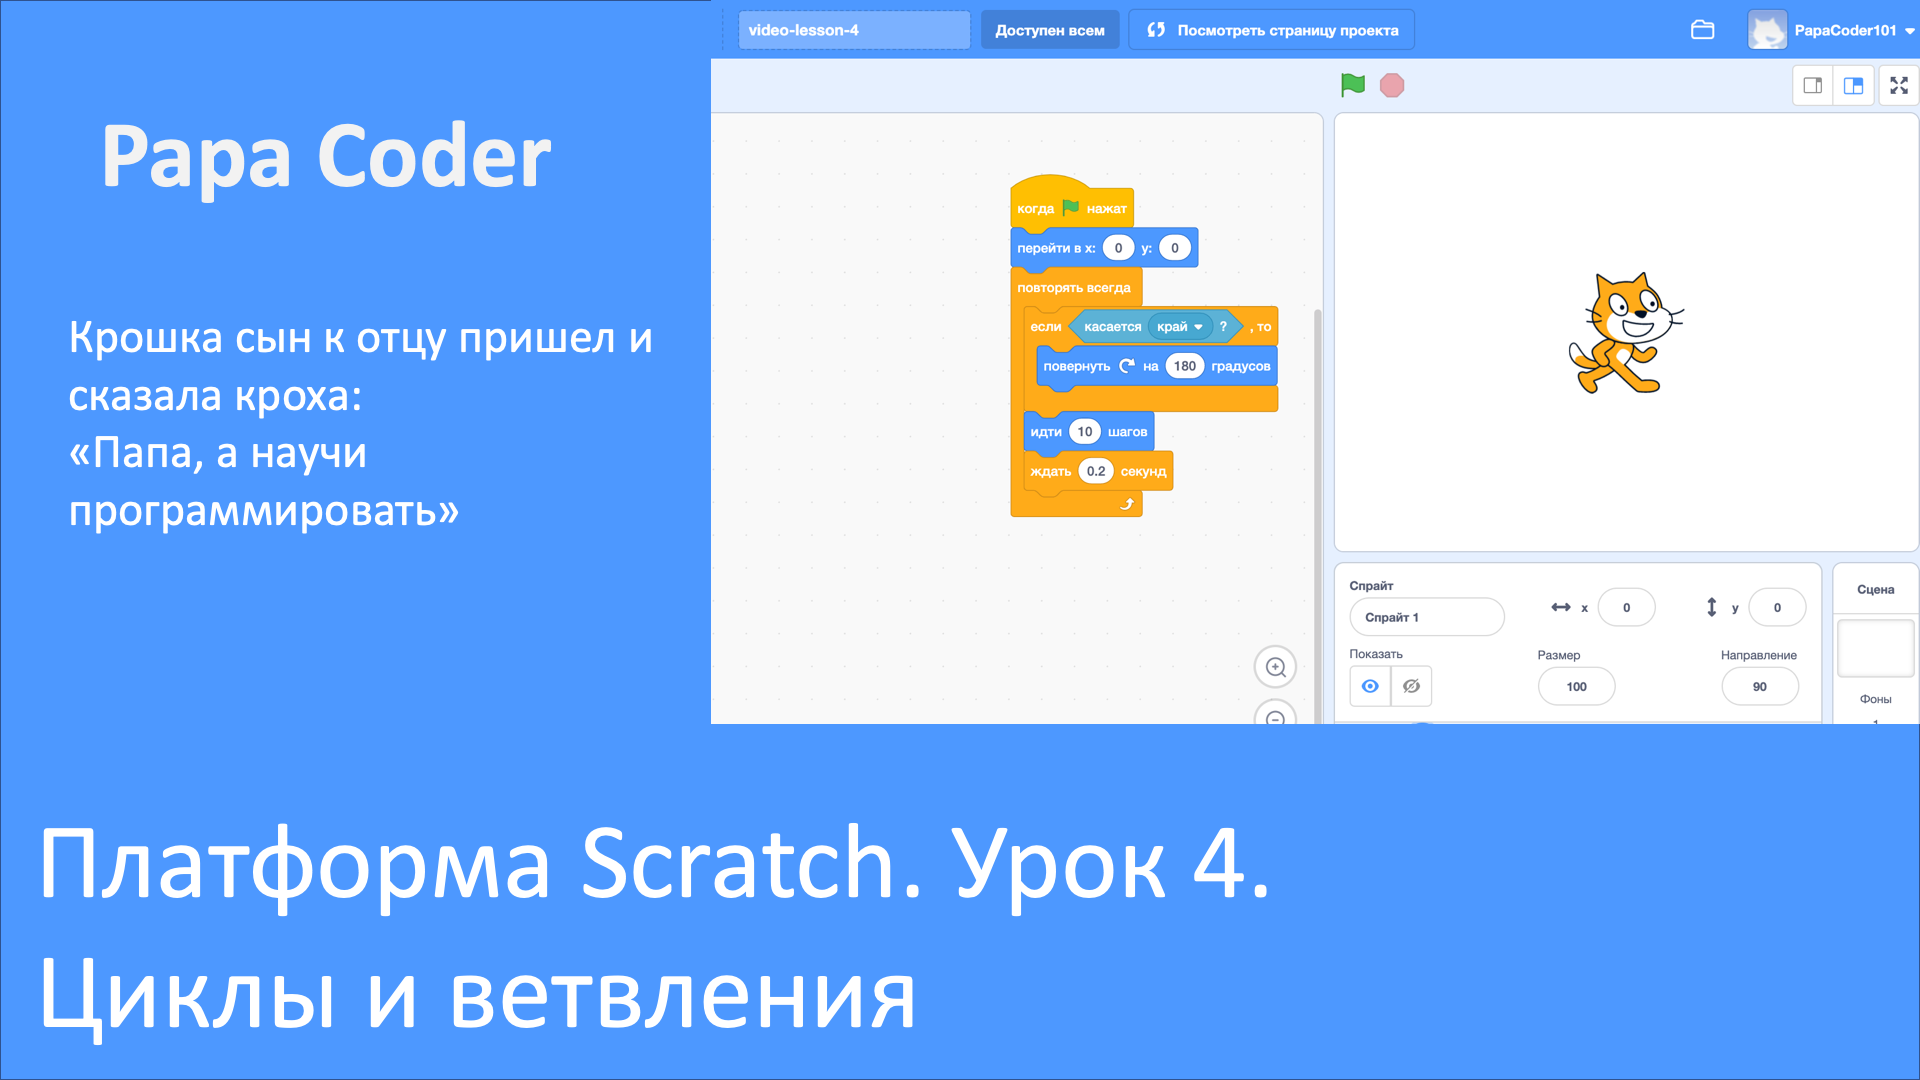 Papa Coder
Крошка сын к отцу пришел и
сказала кроха:
«Папа, а научи
программировать»
video-lesson-4
Доступен всем
Посмотреть страницу проекта
PapaCoder101
когда нажат
перейти в x: 0 y: 0
повторять всегда
если касается край ? , то
повернуть на 180 градусов
идти 10 шагов
ждать 0.2 секунд
Спрайт
Спрайт 1
x 0
y 0
Показать
Размер
100
Направление
90
Сцена
Фоны
1
Платформа Scratch. Урок 4.
Циклы и ветвления